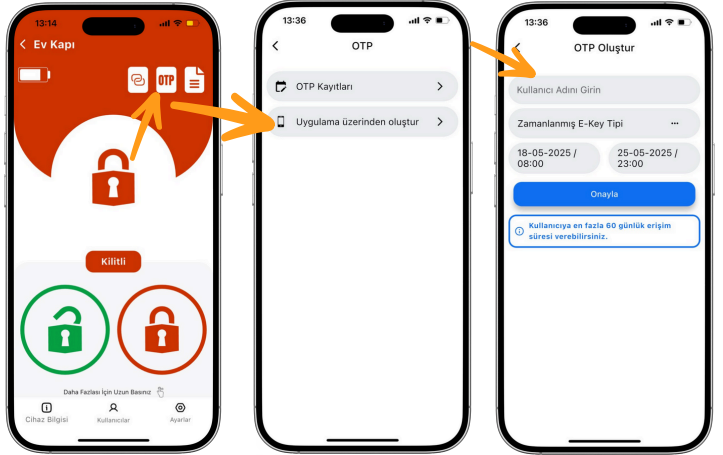 13:14
Ev Kapı
OTP
Kilitli
Daha Fazlası İçin Uzun Basınız
Cihaz Bilgisi
Kullanıcılar
Ayarlar
13:36
OTP
OTP Kayıtları
Uygulama üzerinden oluştur
13:36
OTP Oluştur
Kullanıcı Adını Girin
Zamanlanmış E-Key Tipi ...
18-05-2025 /
08:00
25-05-2025 /
23:00
Onayla
Kullanıcıya en fazla 60 günlük erişim
süresi verebilirsiniz.